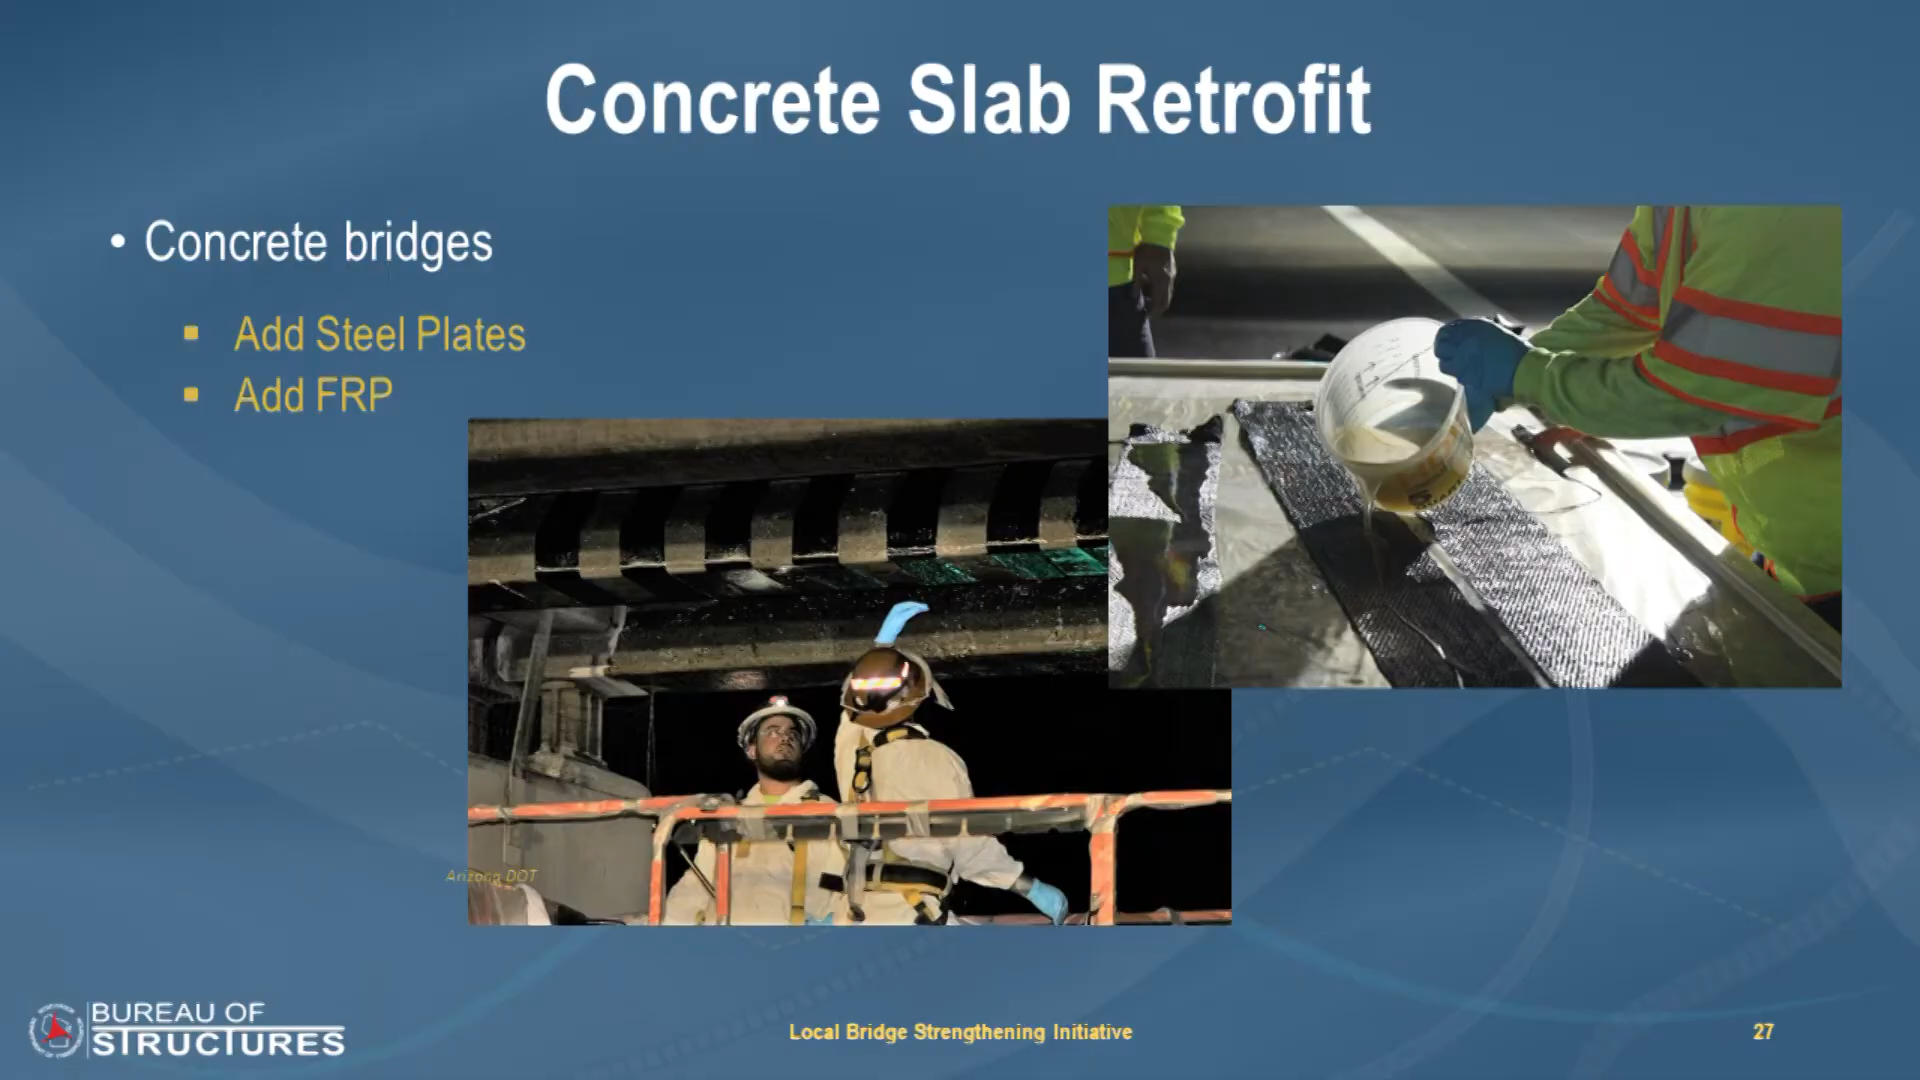 Concrete Slab Retrofit
• Concrete bridges
▪ Add Steel Plates
▪ Add FRP
Arizona DOT
BUREAU OF
STRUCTURES
Local Bridge Strengthening Initiative
27